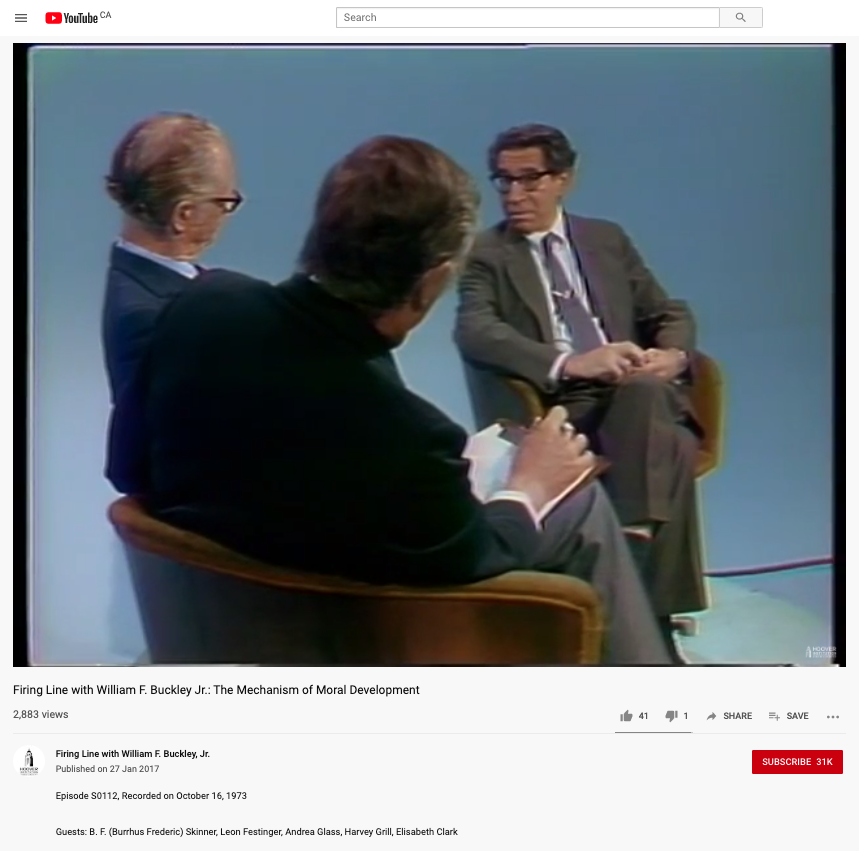 YouTube CA
Search
HOOVER
Firing Line with William F. Buckley Jr.: The Mechanism of Moral Development
2,883 views
41 1 SHARE SAVE
Firing Line with William F. Buckley, Jr.
Published on 27 Jan 2017
SUBSCRIBE 31K
Episode S0112, Recorded on October 16, 1973
Guests: B. F. (Burrhus Frederic) Skinner, Leon Festinger, Andrea Glass, Harvey Grill, Elisabeth Clark